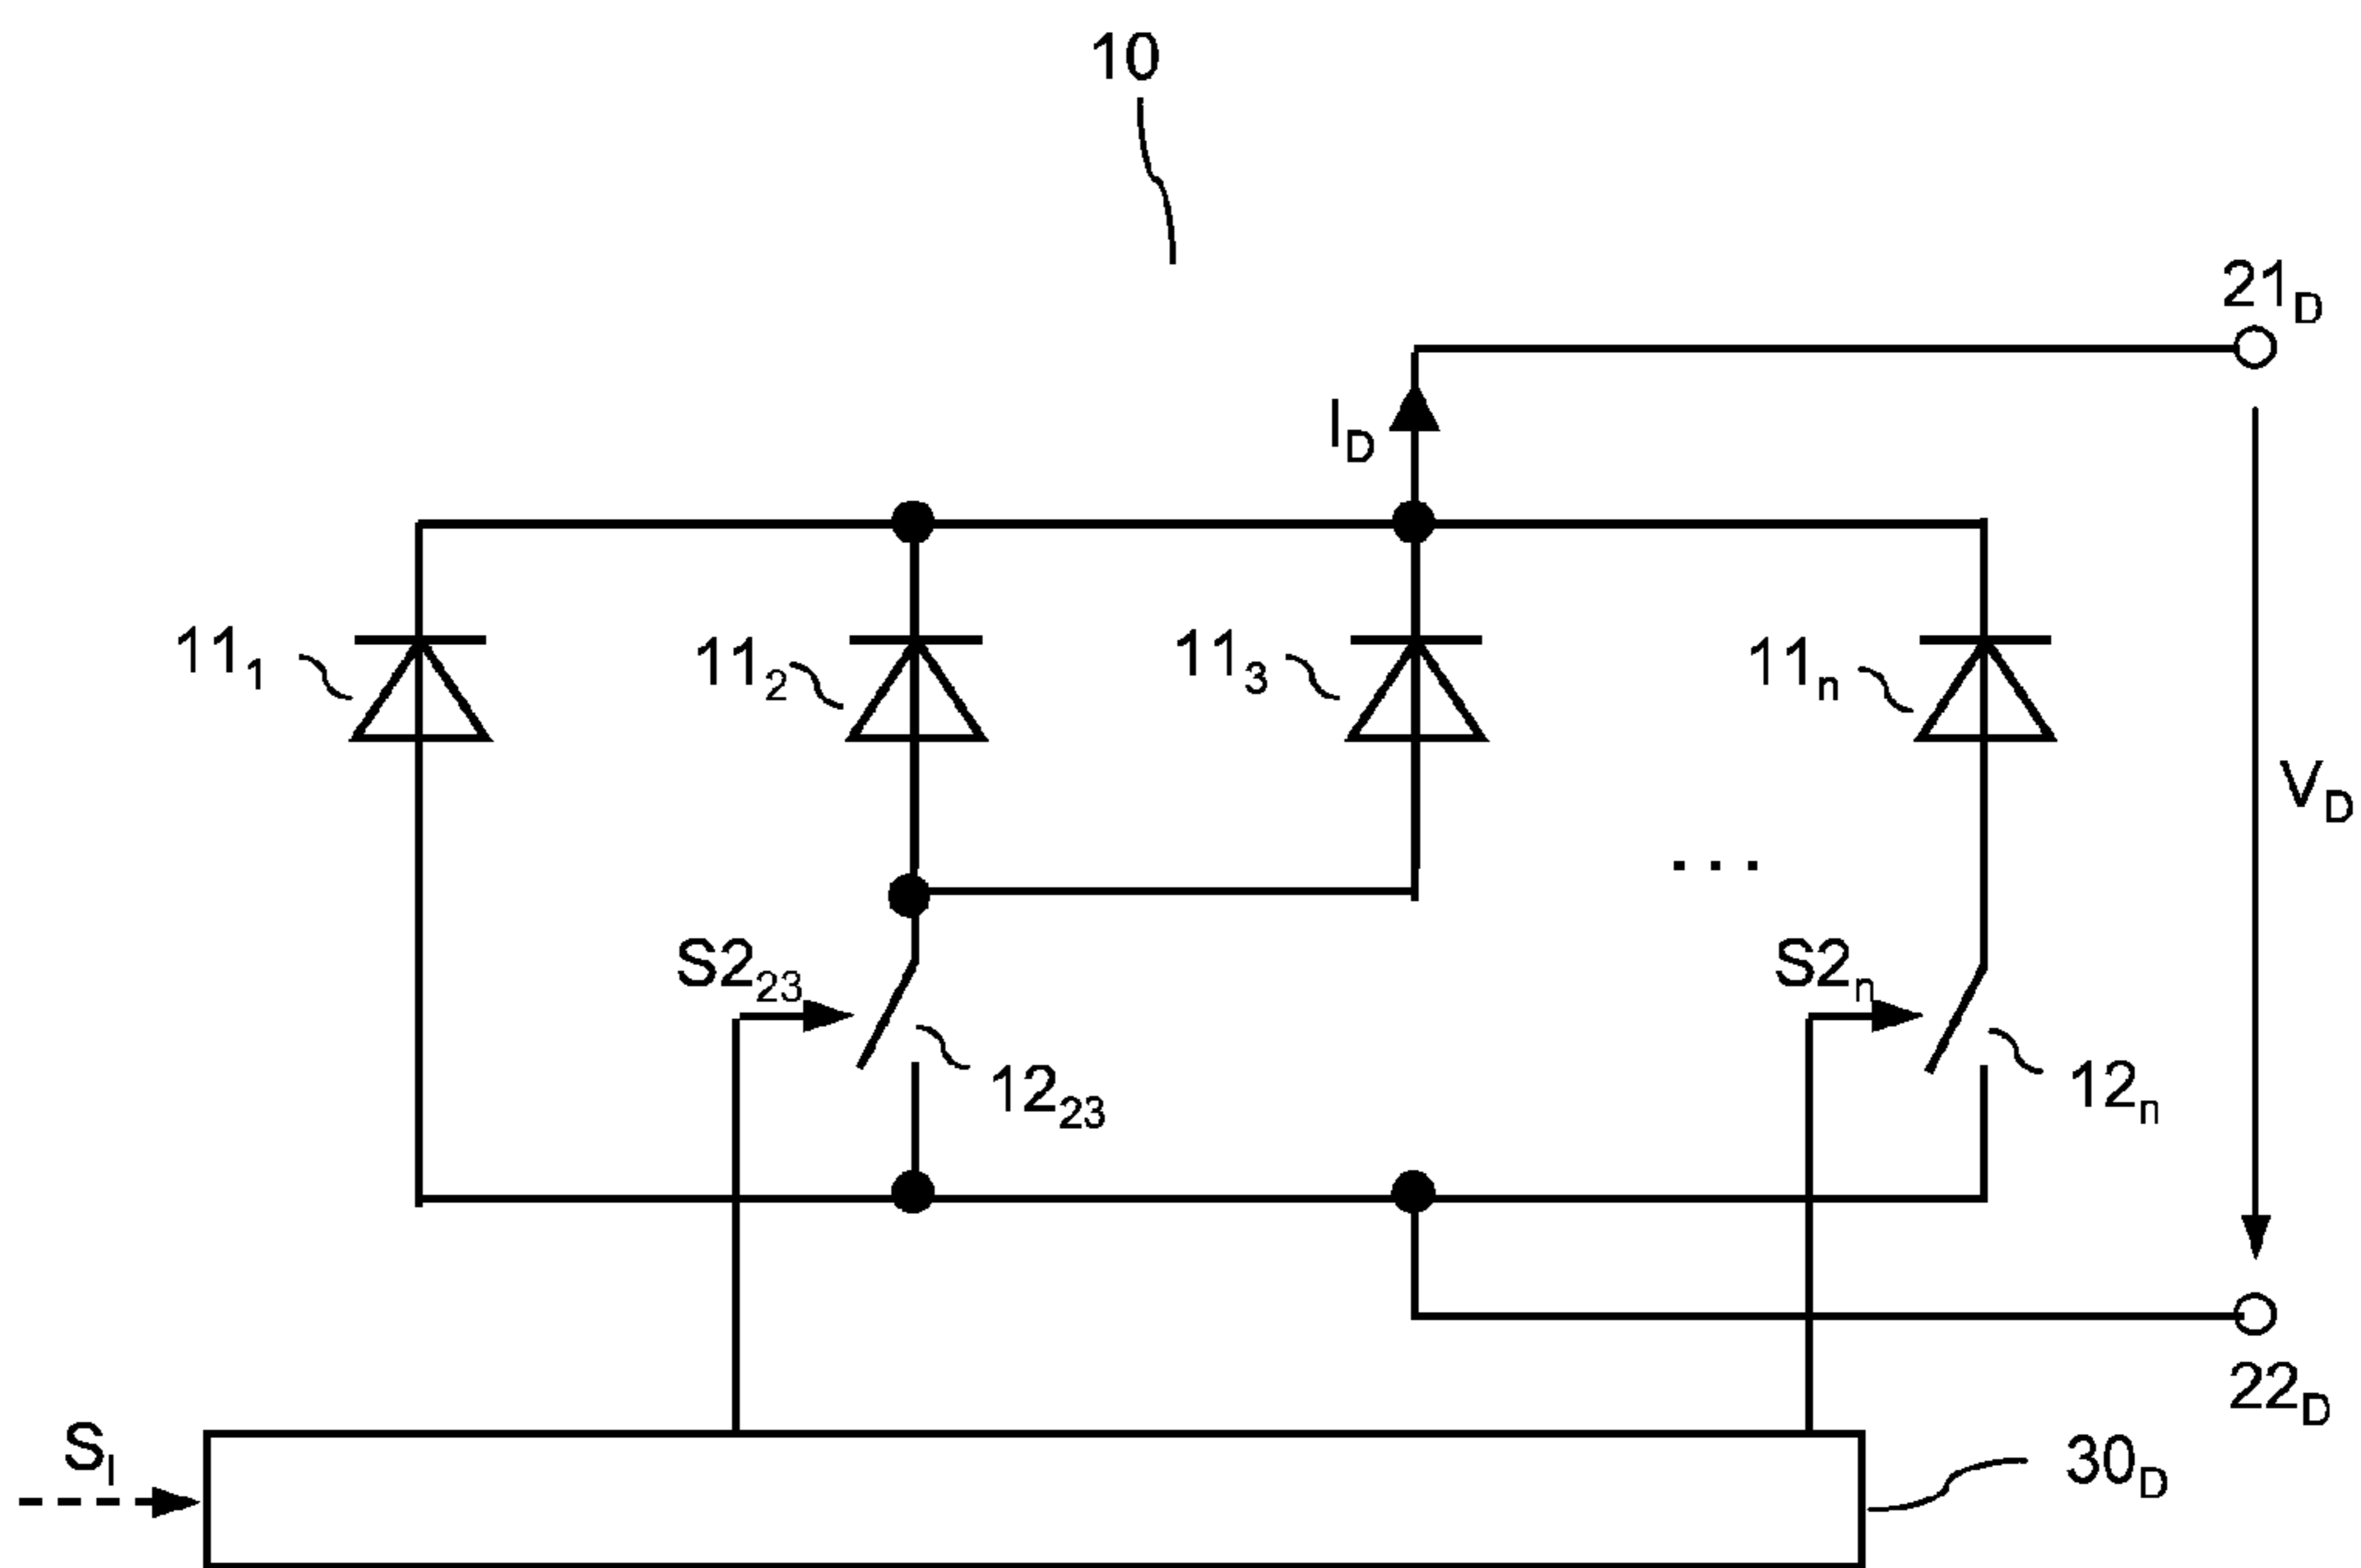 10
21D
ID
111
112
113
11n
VD
. . .
S223
S2n
1223
12n
22D
SI
30D